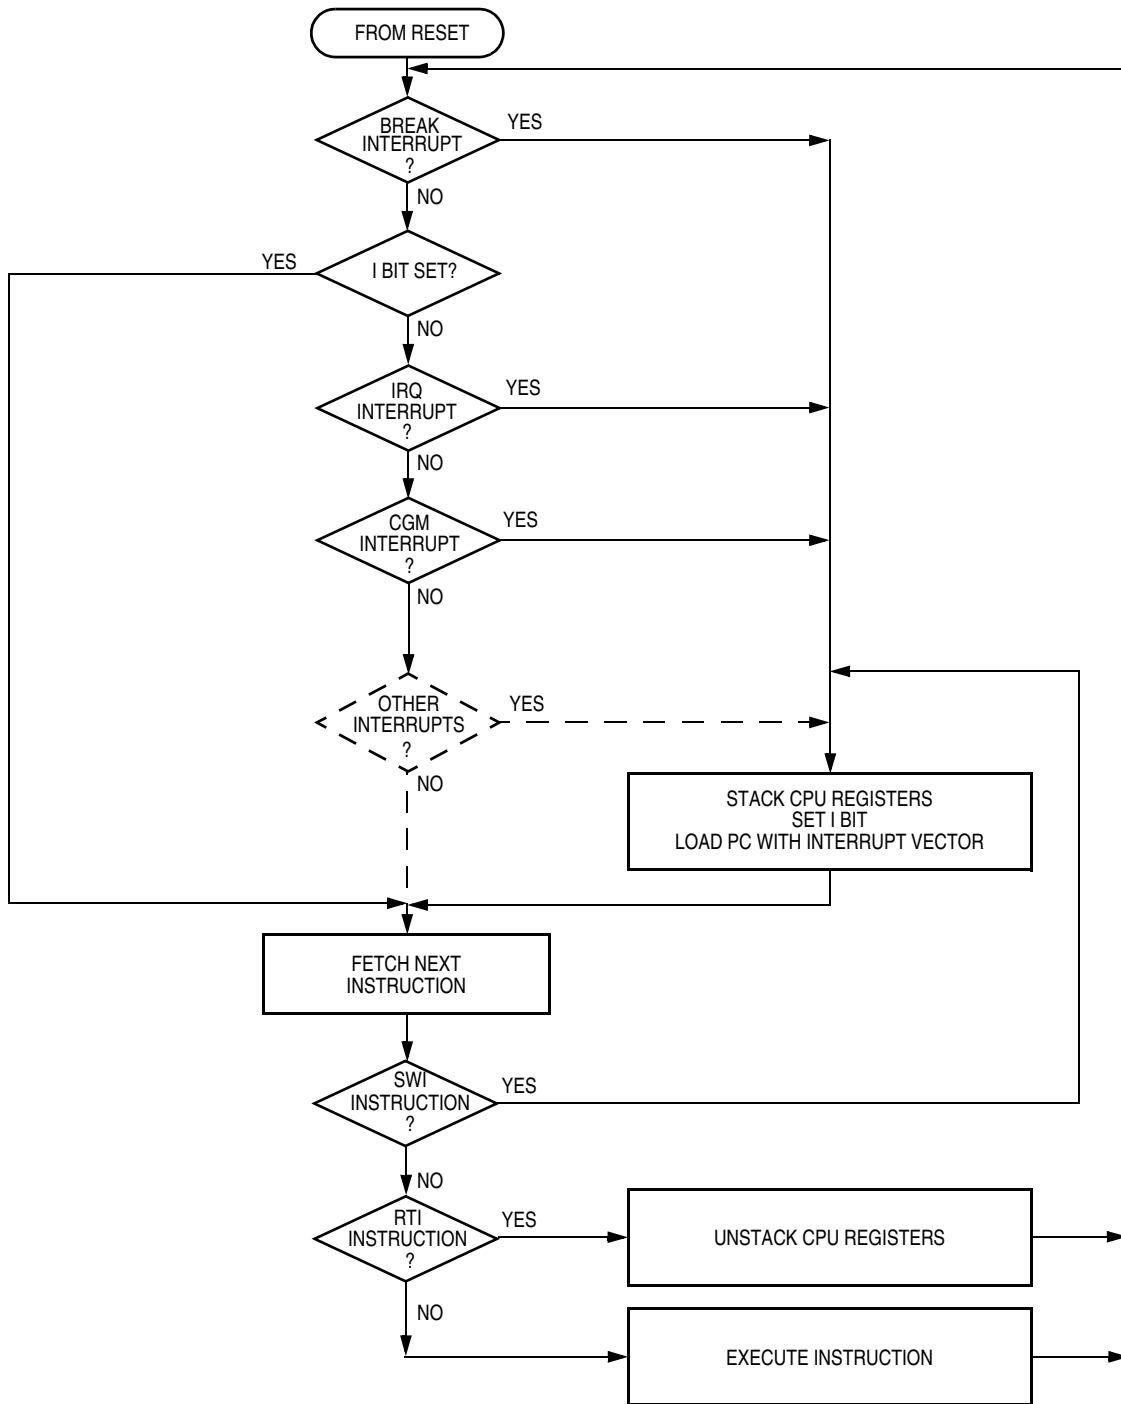 FROM RESET
BREAK
INTERRUPT
?
YES
NO
I BIT SET?
YES
NO
IRQ
INTERRUPT
?
YES
NO
CGM
INTERRUPT
?
YES
NO
OTHER
INTERRUPTS
?
YES
NO
STACK CPU REGISTERS
SET I BIT
LOAD PC WITH INTERRUPT VECTOR
FETCH NEXT
INSTRUCTION
SWI
INSTRUCTION
?
YES
NO
RTI
INSTRUCTION
?
YES
UNSTACK CPU REGISTERS
NO
EXECUTE INSTRUCTION